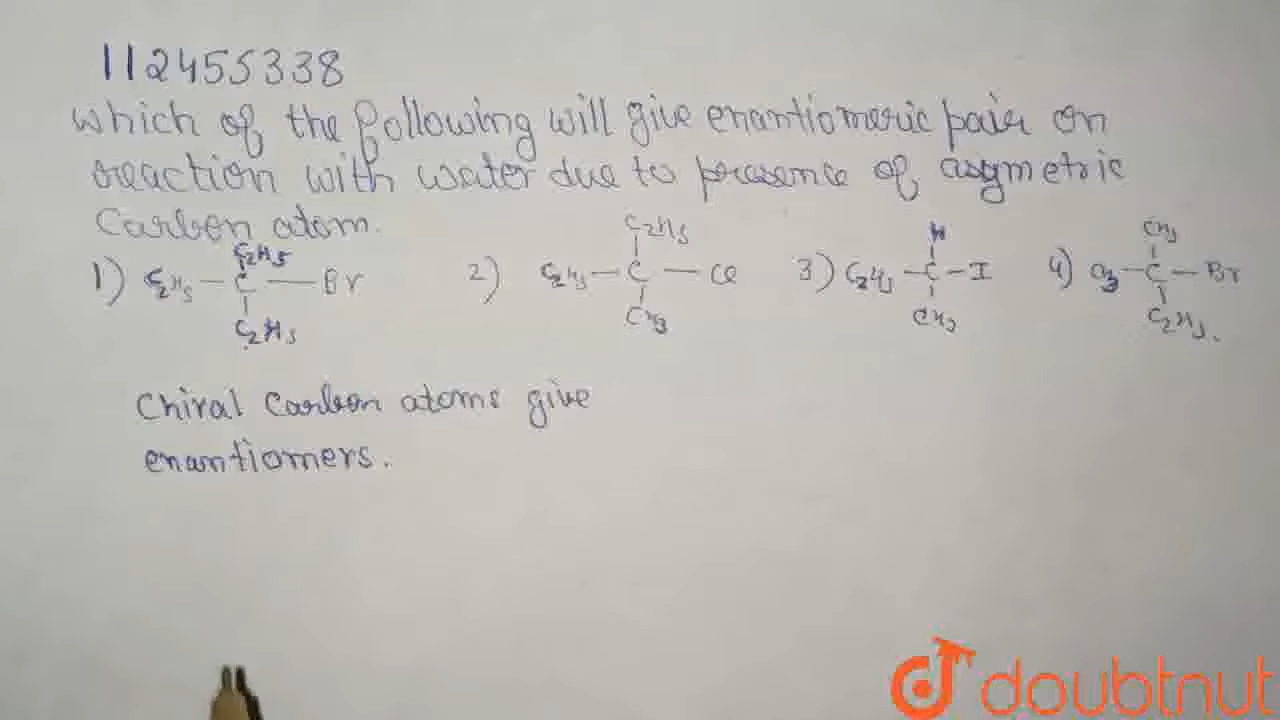 112455338
Which of the following will give enantiomeric pair on
reaction with water due to presence of asymetric
Carbon atom.
1) C2H5 – C – Br 2) C2H5 – C – Cl 3) C2H5 – C – I 4) CH3 – C – Br
C2H5 C2H5 H CH3
C2H5 CH3 CH3 C2H5.
Chiral Carbon atoms give
enantiomers.
doubtnut